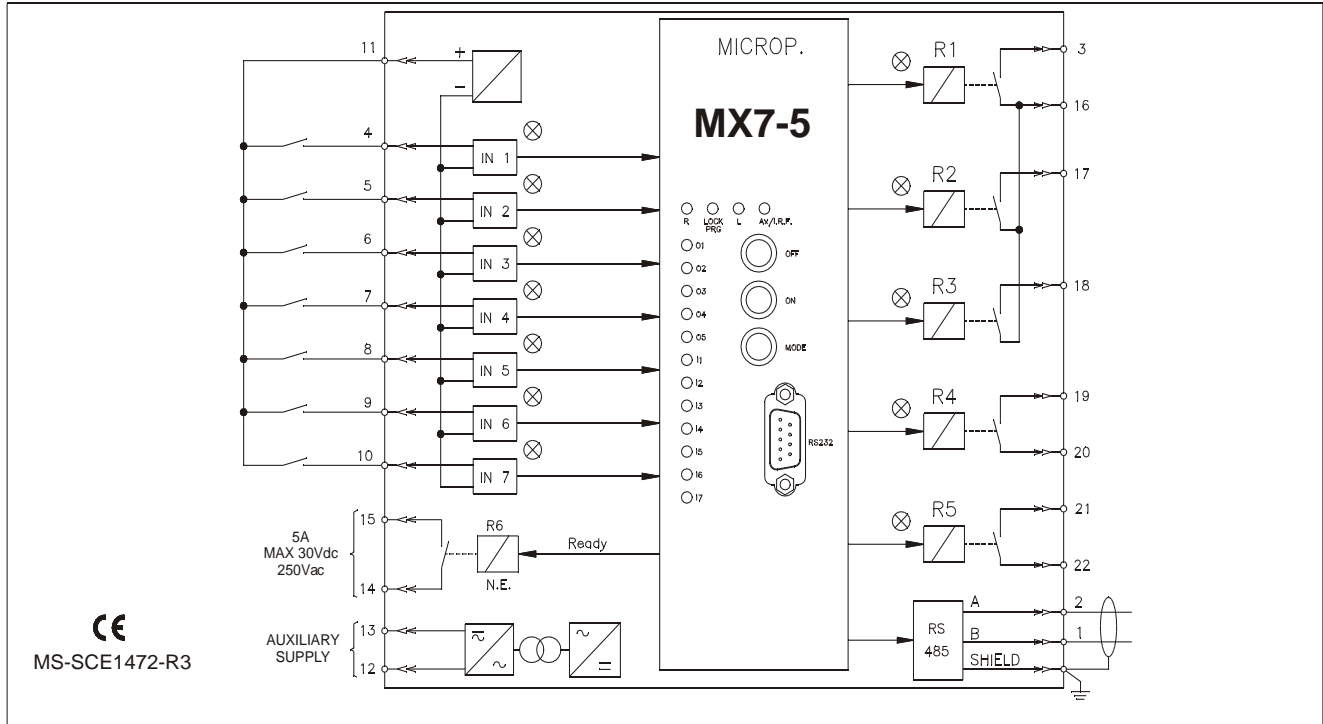 MICROP.
MX7-5
R
LOCK
PRG
L
Av/I.R.F.
O1
O2
O3
O4
O5
I1
I2
I3
I4
I5
I6
I7
OFF
ON
MODE
RS232
11
+
-
4
IN 1
5
IN 2
6
IN 3
7
IN 4
8
IN 5
9
IN 6
10
IN 7
15
5A
MAX 30Vdc
250Vac
14
R6
N.E.
Ready
13
AUXILIARY
SUPPLY
12
R1
3
16
R2
17
R3
18
R4
19
20
R5
21
22
RS
485
A
2
B
1
SHIELD
CE
MS-SCE1472-R3